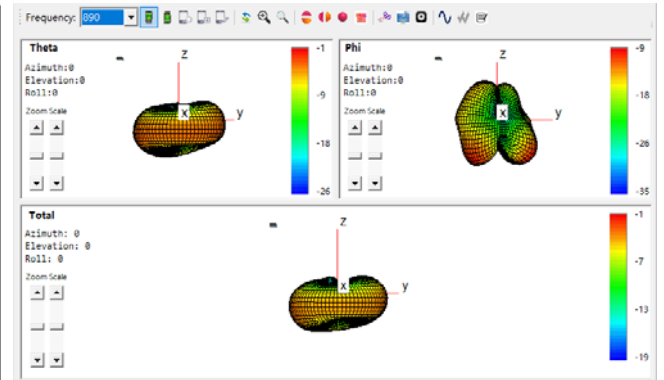 Frequency: 890
Theta
Azimuth:0
Elevation:0
Roll:0
Zoom Scale
z
x
y
-1
-9
-18
-26
Phi
Azimuth:0
Elevation:0
Roll:0
Zoom Scale
z
x
y
-9
-18
-26
-35
Total
Azimuth: 0
Elevation: 0
Roll: 0
Zoom Scale
z
x
y
-1
-7
-13
-19